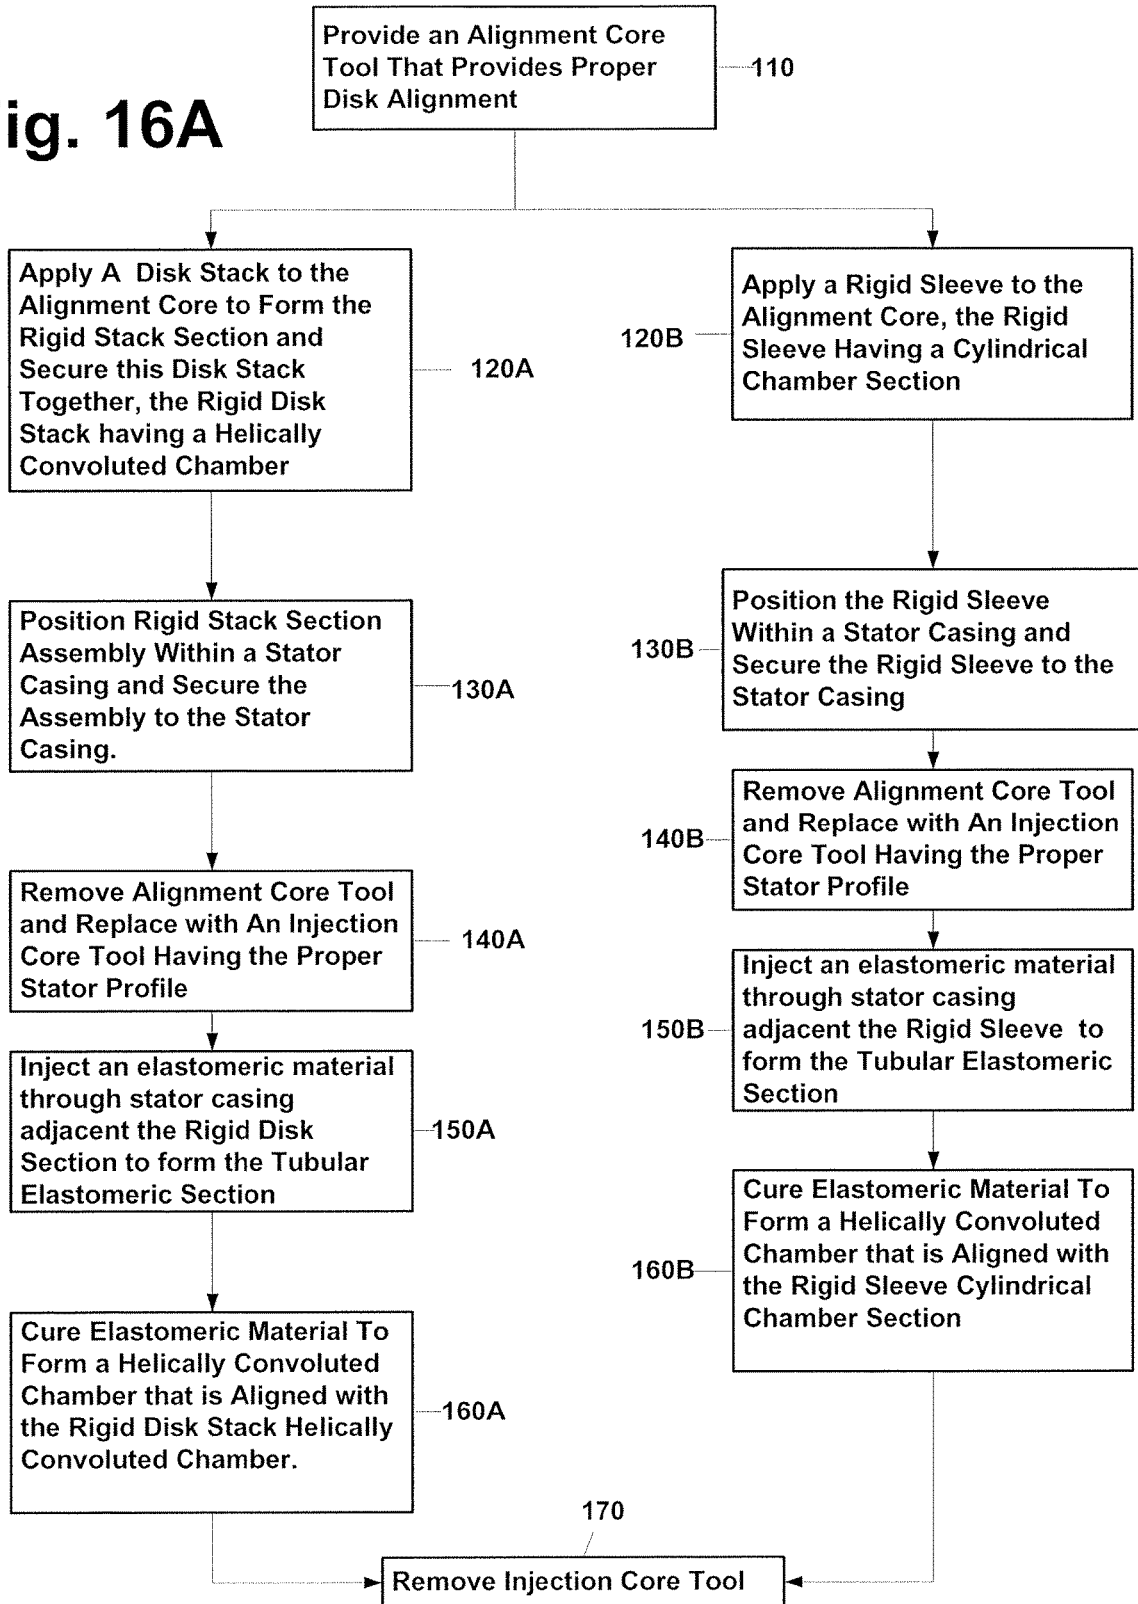 Provide an Alignment Core
Tool That Provides Proper
Disk Alignment
110
ig. 16A
Apply A Disk Stack to the
Alignment Core to Form the
Rigid Stack Section and
Secure this Disk Stack
Together, the Rigid Disk
Stack having a Helically
Convoluted Chamber
120A
120B
Apply a Rigid Sleeve to the
Alignment Core, the Rigid
Sleeve Having a Cylindrical
Chamber Section
Position Rigid Stack Section
Assembly Within a Stator
Casing and Secure the
Assembly to the Stator
Casing.
130A
130B
Position the Rigid Sleeve
Within a Stator Casing and
Secure the Rigid Sleeve to the
Stator Casing
Remove Alignment Core Tool
and Replace with An Injection
Core Tool Having the Proper
Stator Profile
140A
140B
Remove Alignment Core Tool
and Replace with An Injection
Core Tool Having the Proper
Stator Profile
Inject an elastomeric material
through stator casing
adjacent the Rigid Disk
Section to form the Tubular
Elastomeric Section
150A
150B
Inject an elastomeric material
through stator casing
adjacent the Rigid Sleeve to
form the Tubular Elastomeric
Section
Cure Elastomeric Material To
Form a Helically Convoluted
Chamber that is Aligned with
the Rigid Disk Stack Helically
Convoluted Chamber.
160A
160B
Cure Elastomeric Material To
Form a Helically Convoluted
Chamber that is Aligned with
the Rigid Sleeve Cylindrical
Chamber Section
170
Remove Injection Core Tool